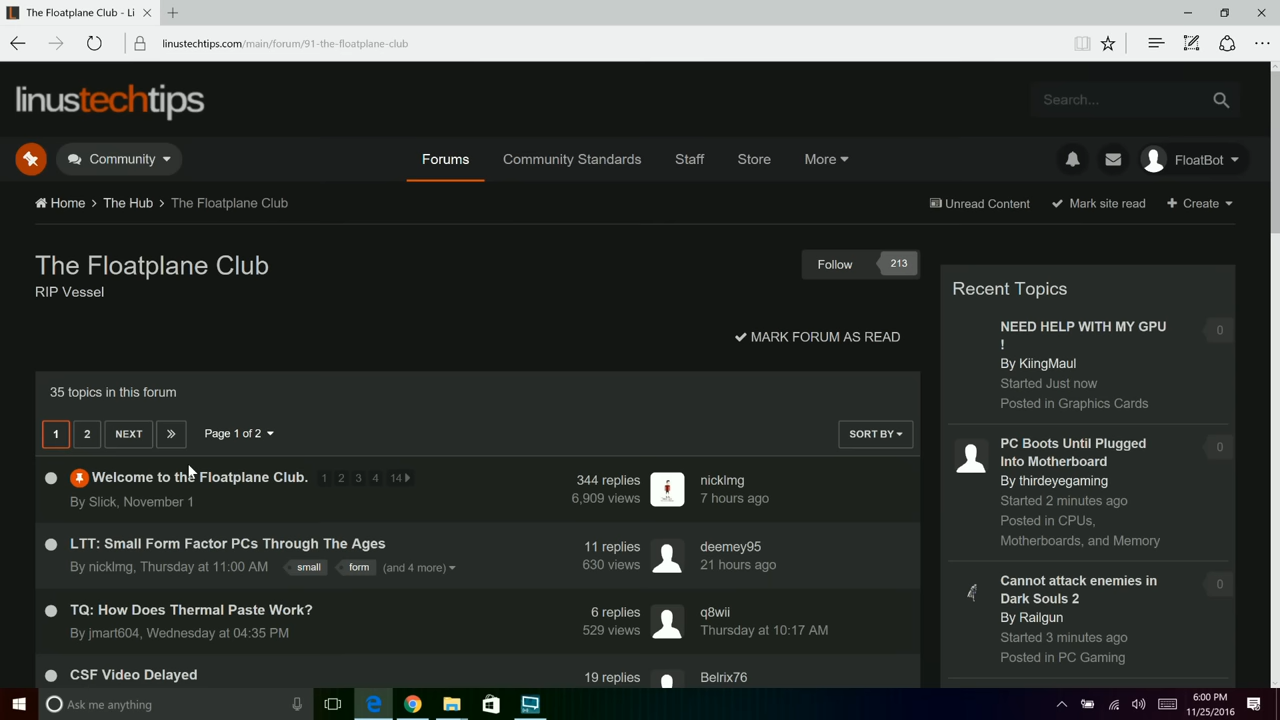 The Floatplane Club - Li
linustechtips.com/main/forum/91-the-floatplane-club
linustechtips
Search...
Community
Forums
Community Standards
Staff
Store
More
FloatBot
Home > The Hub > The Floatplane Club
Unread Content
Mark site read
Create
The Floatplane Club
RIP Vessel
Follow
213
MARK FORUM AS READ
35 topics in this forum
1
2
NEXT
Page 1 of 2
SORT BY
Welcome to the Floatplane Club.
1 2 3 4 14
By Slick, November 1
344 replies
6,909 views
nicklmg
7 hours ago
LTT: Small Form Factor PCs Through The Ages
By nicklmg, Thursday at 11:00 AM
small
form
(and 4 more)
11 replies
630 views
deemey95
21 hours ago
TQ: How Does Thermal Paste Work?
By jmart604, Wednesday at 04:35 PM
6 replies
529 views
q8wii
Thursday at 10:17 AM
CSF Video Delayed
19 replies
Belrix76
Recent Topics
NEED HELP WITH MY GPU
!
By KiingMaul
Started Just now
Posted in Graphics Cards
0
PC Boots Until Plugged
Into Motherboard
By thirdeyegaming
Started 2 minutes ago
Posted in CPUs,
Motherboards, and Memory
0
Cannot attack enemies in
Dark Souls 2
By Railgun
Started 3 minutes ago
Posted in PC Gaming
0
Ask me anything
6:00 PM
11/25/2016